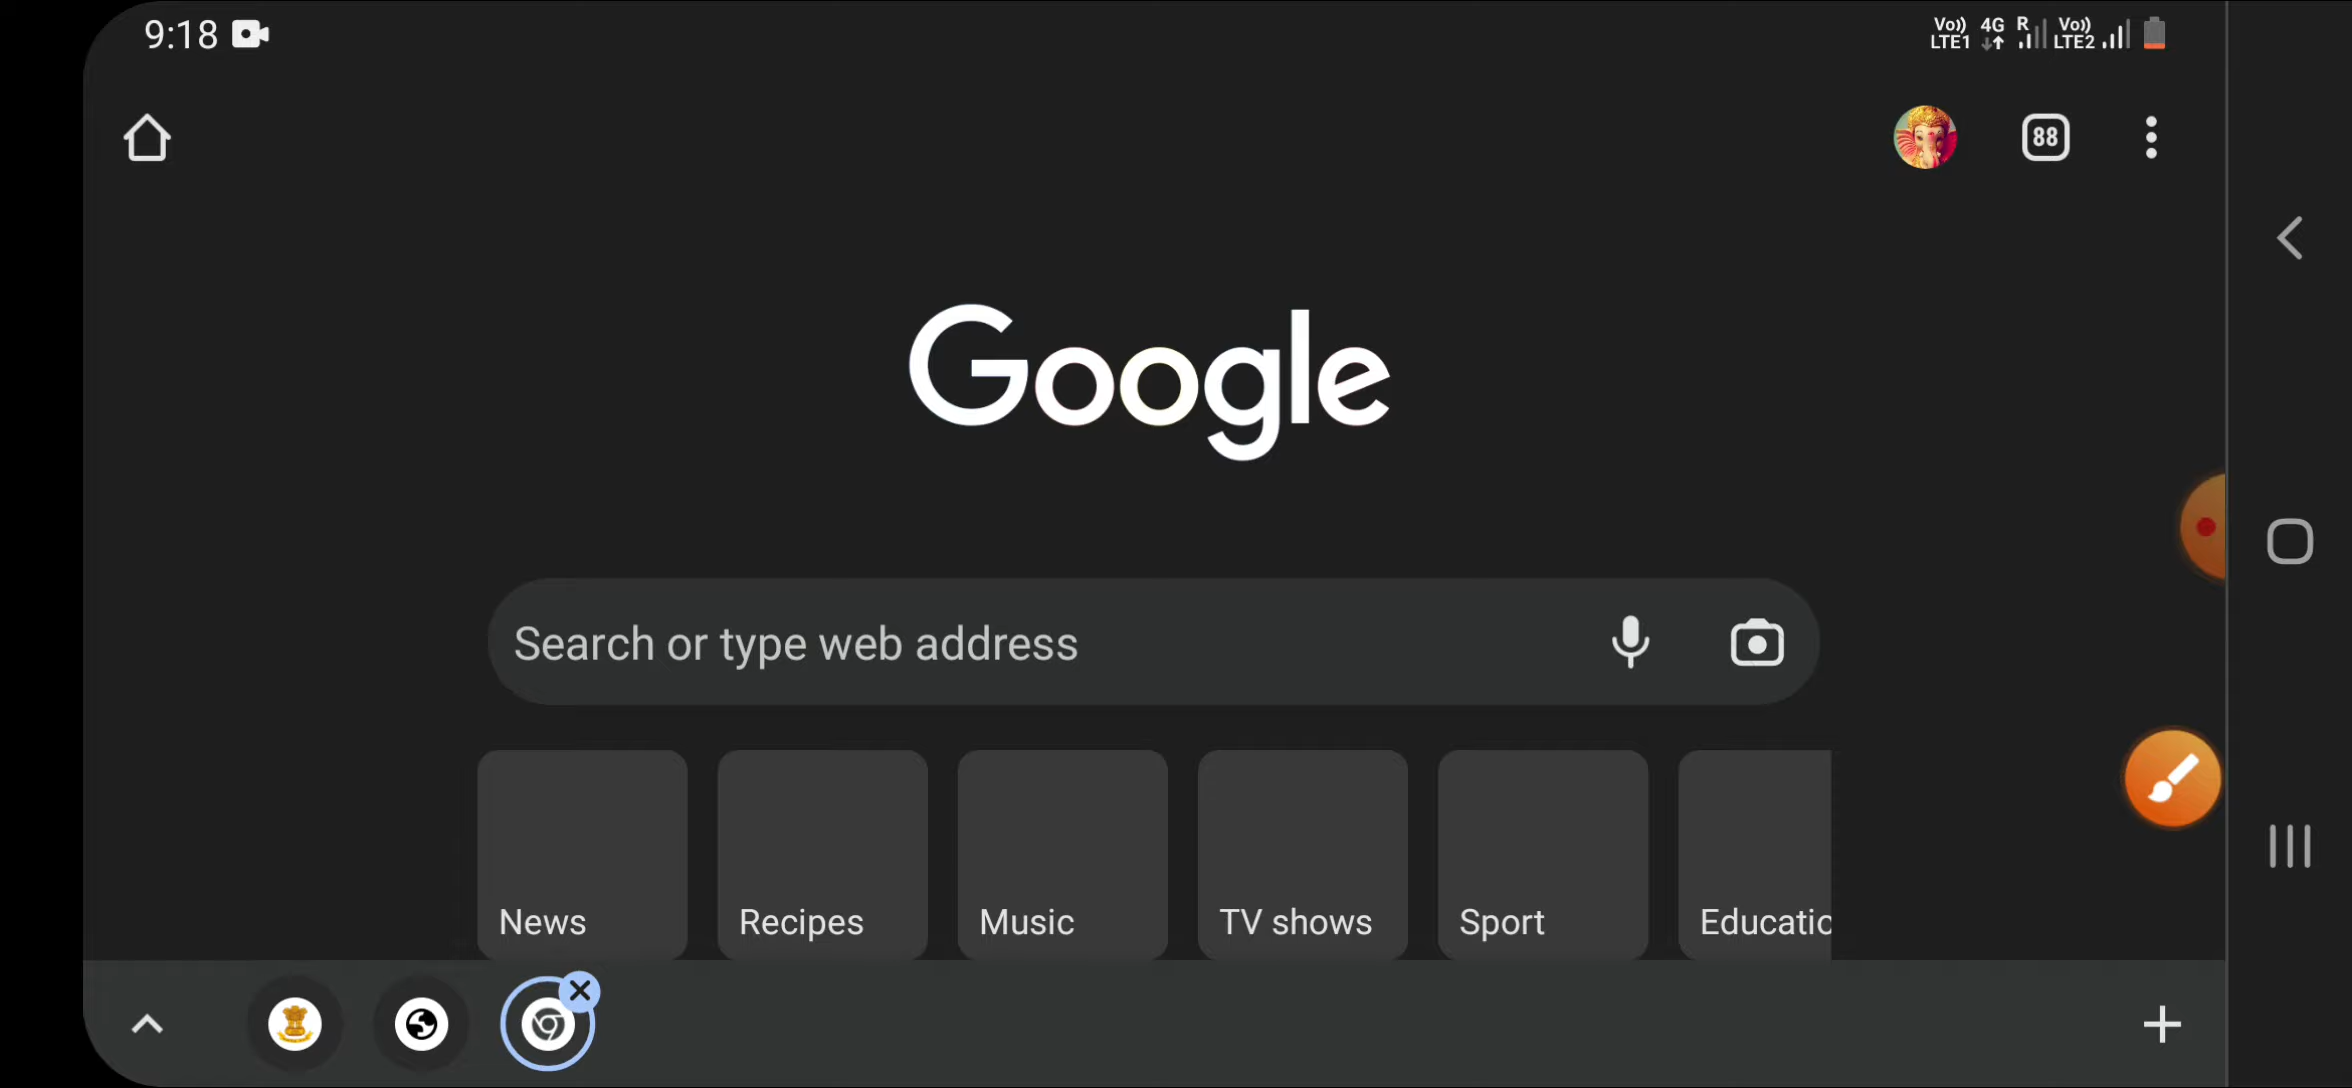 9:18
Vo)) 4G R Vo))
LTE1 LTE2
88
Google
Search or type web address
News Recipes Music TV shows Sport Educatio